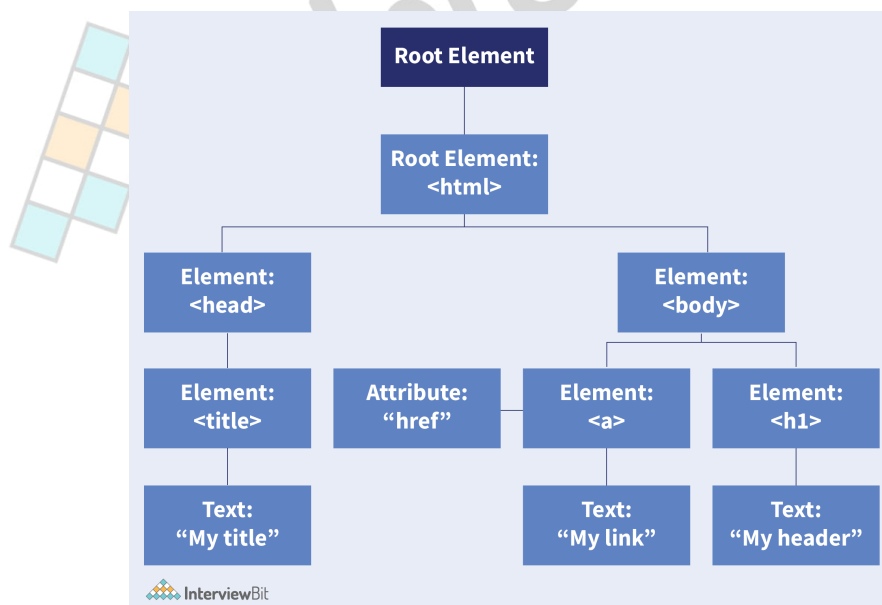 Root Element
Root Element:
<html>
Element:
<head>
Element:
<body>
Element:
<title>
Attribute:
“href”
Element:
<a>
Element:
<h1>
Text:
“My title”
Text:
“My link”
Text:
“My header”
InterviewBit